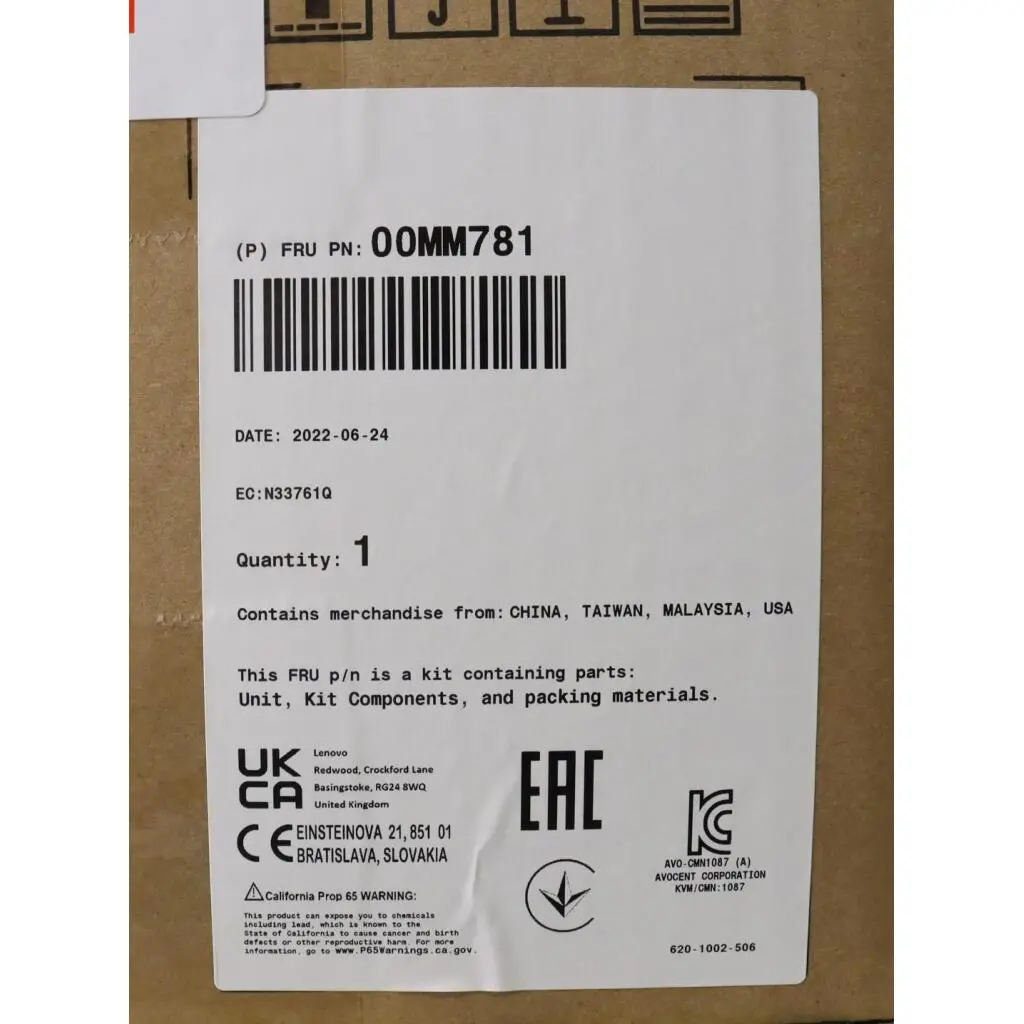 (P) FRU PN: 00MM781
DATE: 2022-06-24
EC:N33761Q
Quantity: 1
Contains merchandise from: CHINA, TAIWAN, MALAYSIA, USA
This FRU p/n is a kit containing parts:
Unit, Kit Components, and packing materials.
UK
CA
Lenovo
Redwood, Crockford Lane
Basingstoke, RG24 8WQ
United Kingdom
CE
EINSTEINOVA 21, 851 01
BRATISLAVA, SLOVAKIA
EAC
KC
AVO-CMN1087 (A)
AVOCENT CORPORATION
KVM/CMN:1087
⚠California Prop 65 WARNING:
This product can expose you to chemicals
including lead, which is known to the
State of California to cause cancer and birth
defects or other reproductive harm. For more
information, go to www.P65Warnings.ca.gov.
620-1002-506